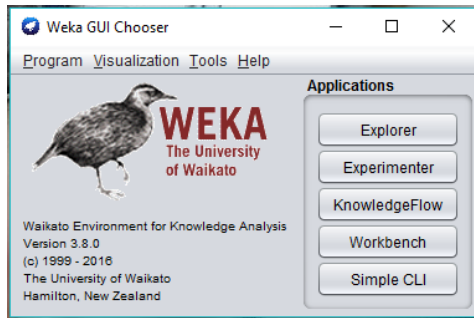 Weka GUI Chooser
Program Visualization Tools Help
Applications
WEKA
The University
of Waikato
Explorer
Experimenter
KnowledgeFlow
Workbench
Simple CLI
Waikato Environment for Knowledge Analysis
Version 3.8.0
(c) 1999 - 2016
The University of Waikato
Hamilton, New Zealand